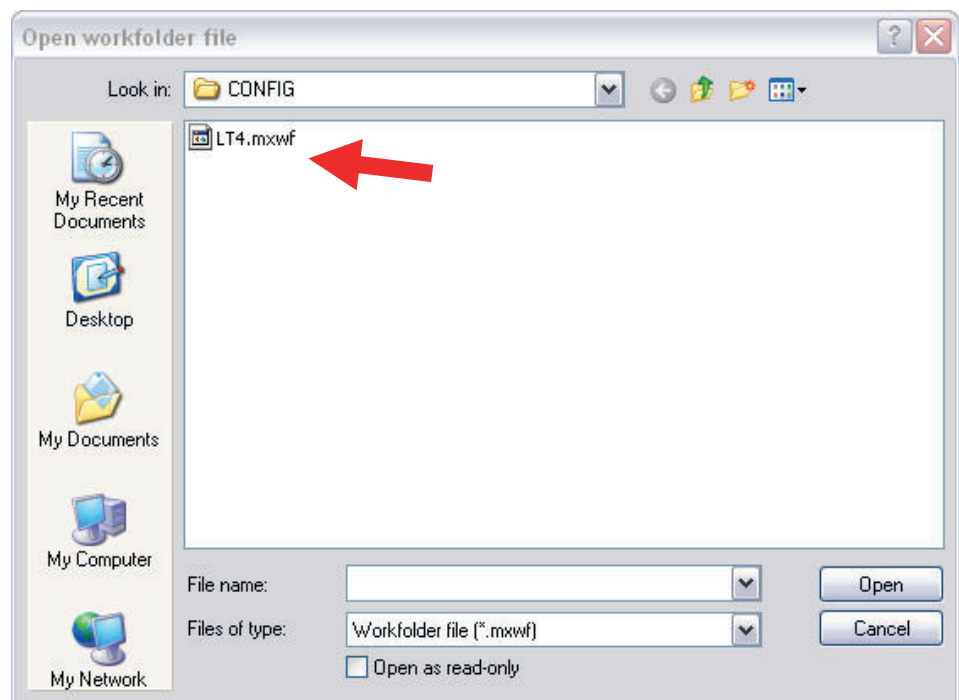 Open workfolder file
Look in: CONFIG
LT4.mxwf
My Recent
Documents
Desktop
My Documents
My Computer
My Network
File name:
Open
Files of type: Workfolder file (*.mxwf)
Cancel
Open as read-only